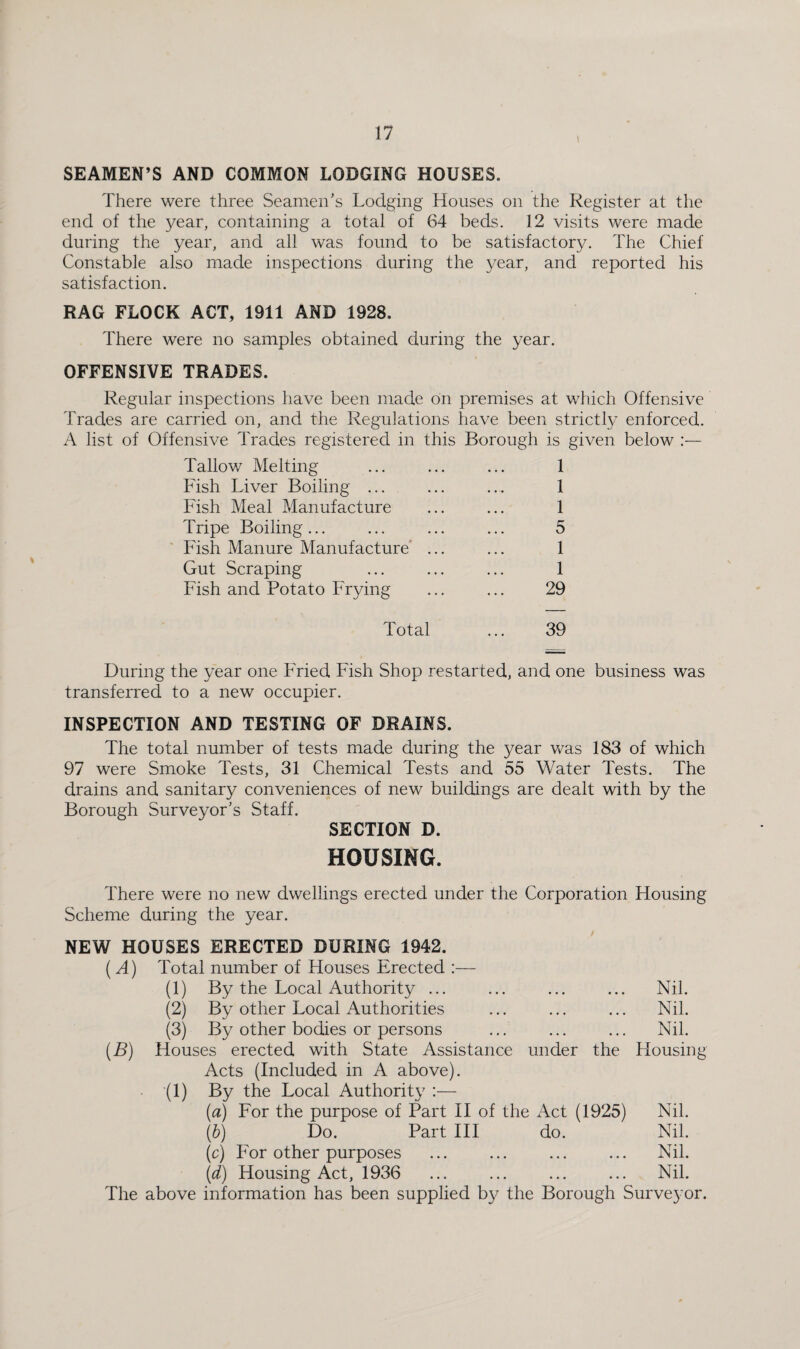 17
SEAMEN'S AND COMMON LODGING HOUSES.
There were three Seamen's Lodging Houses on the Register at the
end of the year, containing a total of 64 beds. 12 visits were made
during the year, and all was found to be satisfactory. The Chief
Constable also made inspections during the year, and reported his
satisfaction.
RAG FLOCK ACT, 1911 AND 1928.
There were no samples obtained during the year.
OFFENSIVE TRADES.
Regular inspections have been made on premises at which Offensive
Trades are carried on, and the Regulations have been strictly enforced.
A list of Offensive Trades registered in this Borough is given below :—
Tallow Melting ... ... ... 1
Fish Liver Boiling ... ... ... 1
Fish Meal Manufacture ... ... 1
Tripe Boiling ... ... ... ... 5
Fish Manure Manufacture ... ... 1
Gut Scraping ... ... ... 1
Fish and Potato Frying ... ... 29
Total ... 39
During the year one Fried Fish Shop restarted, and one business was
transferred to a new occupier.
INSPECTION AND TESTING OF DRAINS.
The total number of tests made during the year was 183 of which
97 were Smoke Tests, 31 Chemical Tests and 55 Water Tests. The
drains and sanitary conveniences of new buildings are dealt with by the
Borough Surveyor's Staff.
SECTION D.
HOUSING.
There were no new dwellings erected under the Corporation Housing
Scheme during the year.
NEW HOUSES ERECTED DURING 1942.
(A) Total number of Houses Erected :—
(1) By the Local Authority ... ... ... ... Nil.
(2) By other Local Authorities ... ... ... Nil.
(3) By other bodies or persons ... ... ... Nil.
(B) Houses erected with State Assistance under the Housing
Acts (Included in A above).
(1) By the Local Authority :—
(a) For the purpose of Part II of the Act (1925) Nil.
(b) Do. Part III do. Nil.
(c) For other purposes ... ... ... ... Nil.
(d) Housing Act, 1936 ... ... ... ... Nil.
The above information has been supplied by the Borough Surveyor.